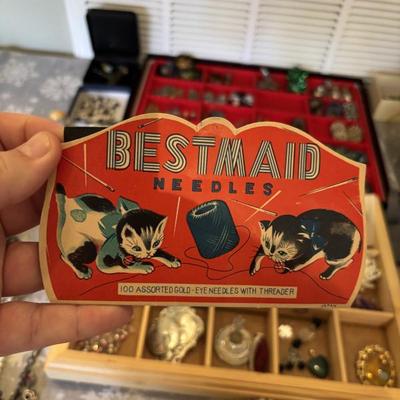 BESTMAID
NEEDLES
100 ASSORTED GOLD-EYE NEEDLES WITH THREADER
JAPAN